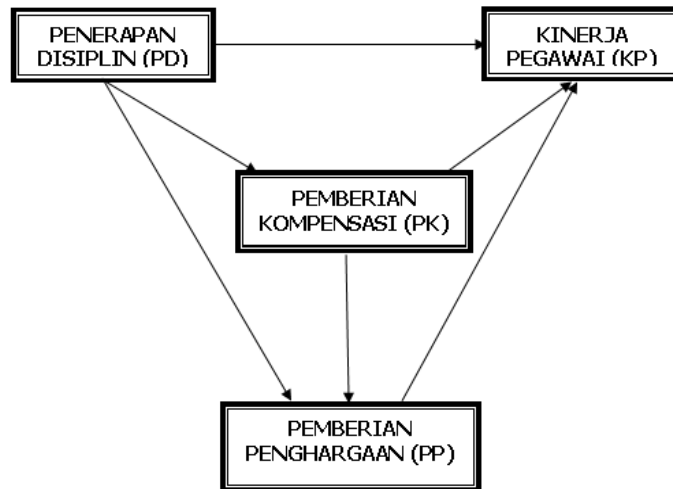 PENERAPAN
DISIPLIN (PD)
KINERJA
PEGAWAI (KP)
PEMBERIAN
KOMPENSASI (PK)
PEMBERIAN
PENGHARGAAN (PP)